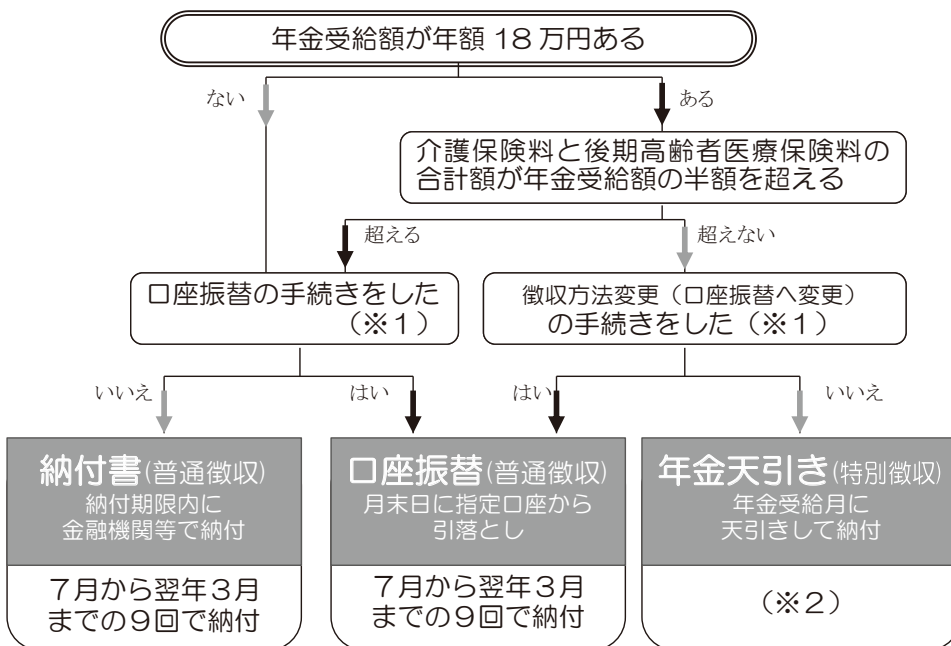 年金受給額が年額 18 万円ある
ない
ある
介護保険料と後期高齢者医療保険料の
合計額が年金受給額の半額を超える
超える
超えない
口座振替の手続きをした
（※１）
徴収方法変更（口座振替へ変更）
の手続きをした（※１）
いいえ
はい
はい
いいえ
納付書(普通徴収)
納付期限内に
金融機関等で納付
７月から翌年３月
までの９回で納付
口座振替(普通徴収)
月末日に指定口座から
引落とし
７月から翌年３月
までの９回で納付
年金天引き(特別徴収)
年金受給月に
天引きして納付
（※２）